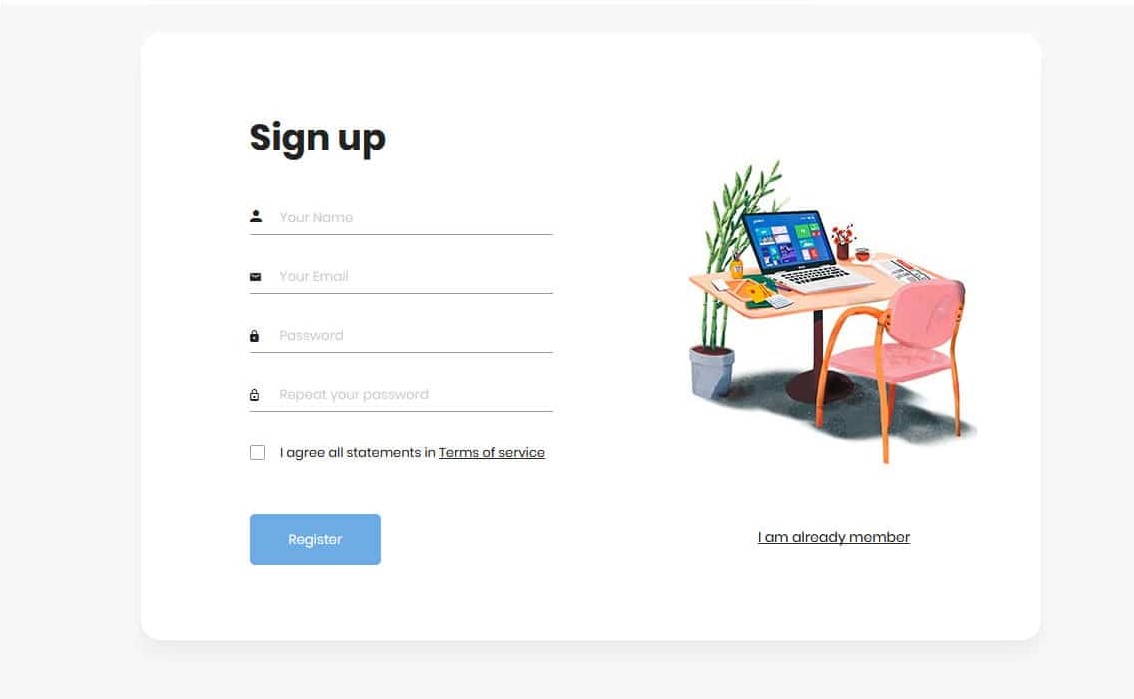 Sign up
Your Name
Your Email
Password
Repeat your password
I agree all statements in Terms of service
Register
I am already member